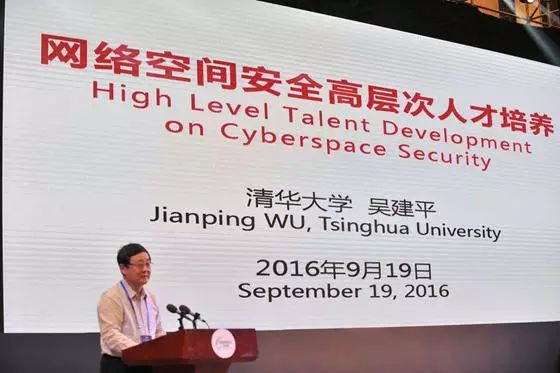 网络空间安全高层次人才培养
High Level Talent Development
on Cyberspace Security
清华大学 吴建平
Jianping WU, Tsinghua University
2016年9月19日
September 19, 2016